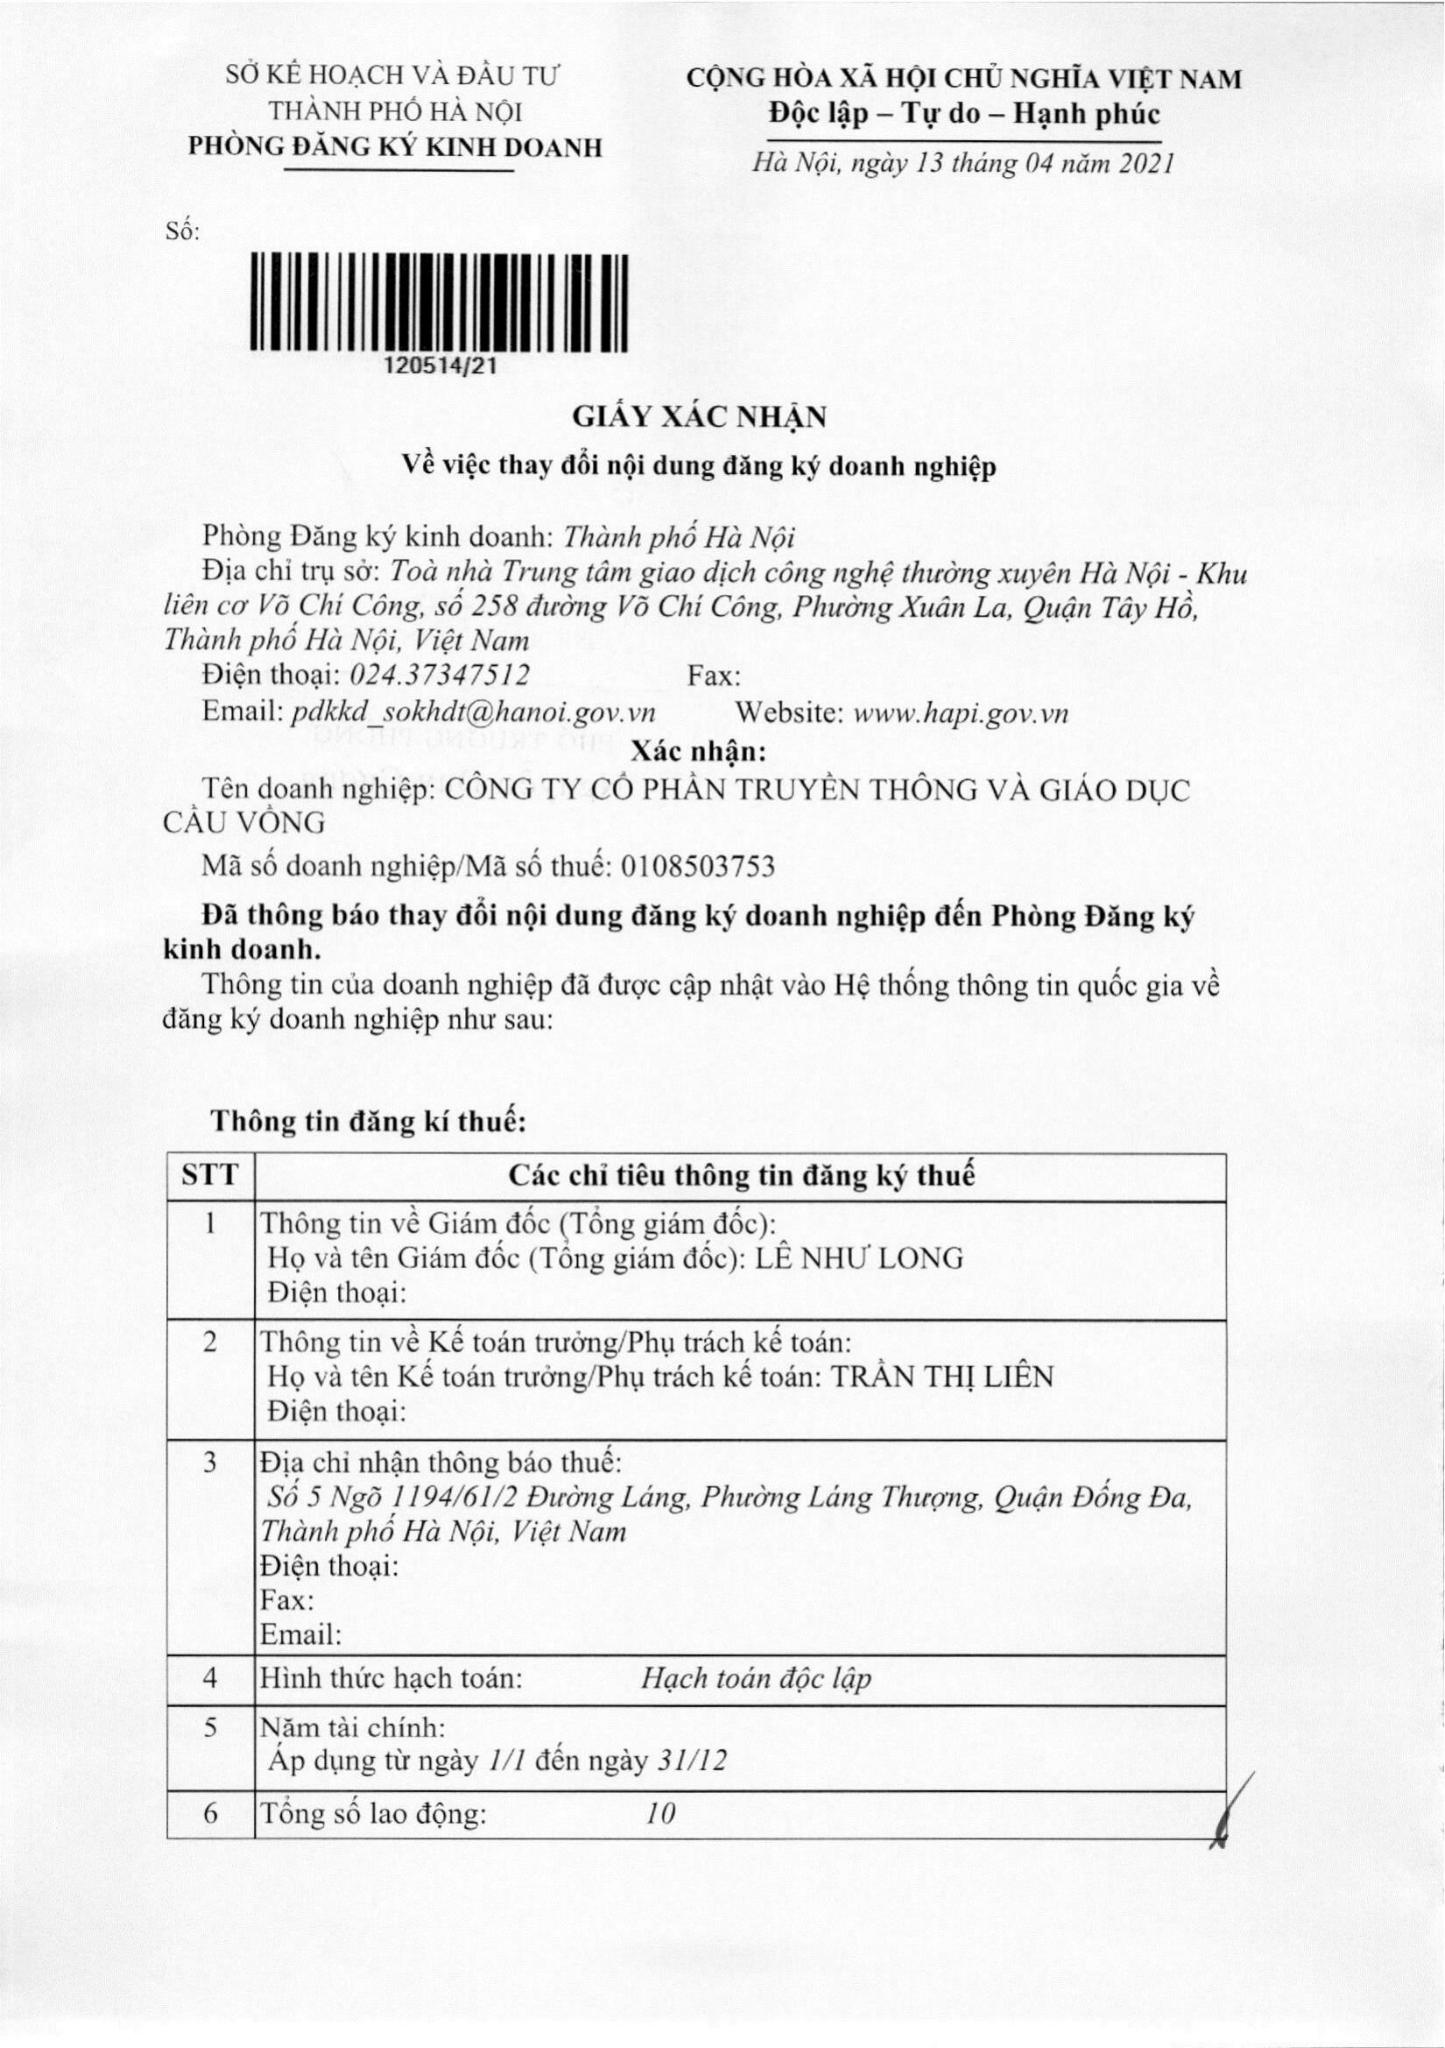 SỞ KẾ HOẠCH VÀ ĐẦU TƯ
THÀNH PHỐ HÀ NỘI
PHÒNG ĐĂNG KÝ KINH DOANH
CỘNG HÒA XÃ HỘI CHỦ NGHĨA VIỆT NAM
Độc lập – Tự do – Hạnh phúc
Hà Nội, ngày 13 tháng 04 năm 2021
Số:
120514/21
GIẤY XÁC NHẬN
Về việc thay đổi nội dung đăng ký doanh nghiệp
Phòng Đăng ký kinh doanh: Thành phố Hà Nội
Địa chỉ trụ sở: Toà nhà Trung tâm giao dịch công nghệ thường xuyên Hà Nội - Khu
liên cơ Võ Chí Công, số 258 đường Võ Chí Công, Phường Xuân La, Quận Tây Hồ,
Thành phố Hà Nội, Việt Nam
Điện thoại: 024.37347512 Fax:
Email: pdkkd_sokhdt@hanoi.gov.vn Website: www.hapi.gov.vn
Xác nhận:
Tên doanh nghiệp: CÔNG TY CỔ PHẦN TRUYỀN THÔNG VÀ GIÁO DỤC
CẦU VỒNG
Mã số doanh nghiệp/Mã số thuế: 0108503753
Đã thông báo thay đổi nội dung đăng ký doanh nghiệp đến Phòng Đăng ký
kinh doanh.
Thông tin của doanh nghiệp đã được cập nhật vào Hệ thống thông tin quốc gia về
đăng ký doanh nghiệp như sau:
Thông tin đăng kí thuế:
STT Các chỉ tiêu thông tin đăng ký thuế
1 Thông tin về Giám đốc (Tổng giám đốc):
Họ và tên Giám đốc (Tổng giám đốc): LÊ NHƯ LONG
Điện thoại:
2 Thông tin về Kế toán trưởng/Phụ trách kế toán:
Họ và tên Kế toán trưởng/Phụ trách kế toán: TRẦN THỊ LIÊN
Điện thoại:
3 Địa chỉ nhận thông báo thuế:
Số 5 Ngõ 1194/61/2 Đường Láng, Phường Láng Thượng, Quận Đống Đa,
Thành phố Hà Nội, Việt Nam
Điện thoại:
Fax:
Email:
4 Hình thức hạch toán: Hạch toán độc lập
5 Năm tài chính:
Áp dụng từ ngày 1/1 đến ngày 31/12
6 Tổng số lao động: 10